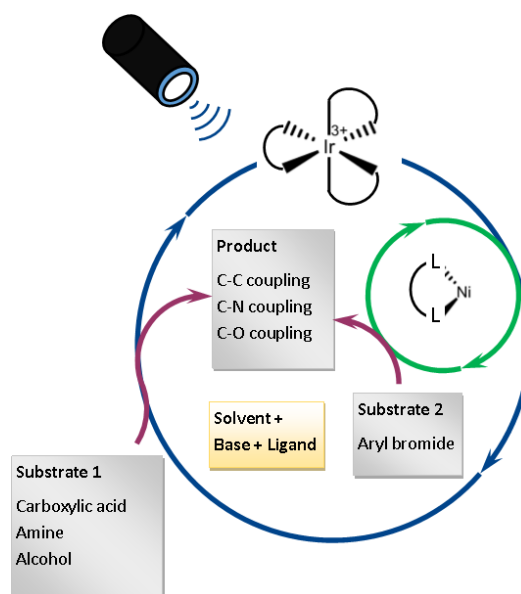 3+
Ir
Product
C-C coupling
C-N coupling
C-O coupling
L
Ni
L
Solvent +
Base + Ligand
Substrate 2
Aryl bromide
Substrate 1
Carboxylic acid
Amine
Alcohol